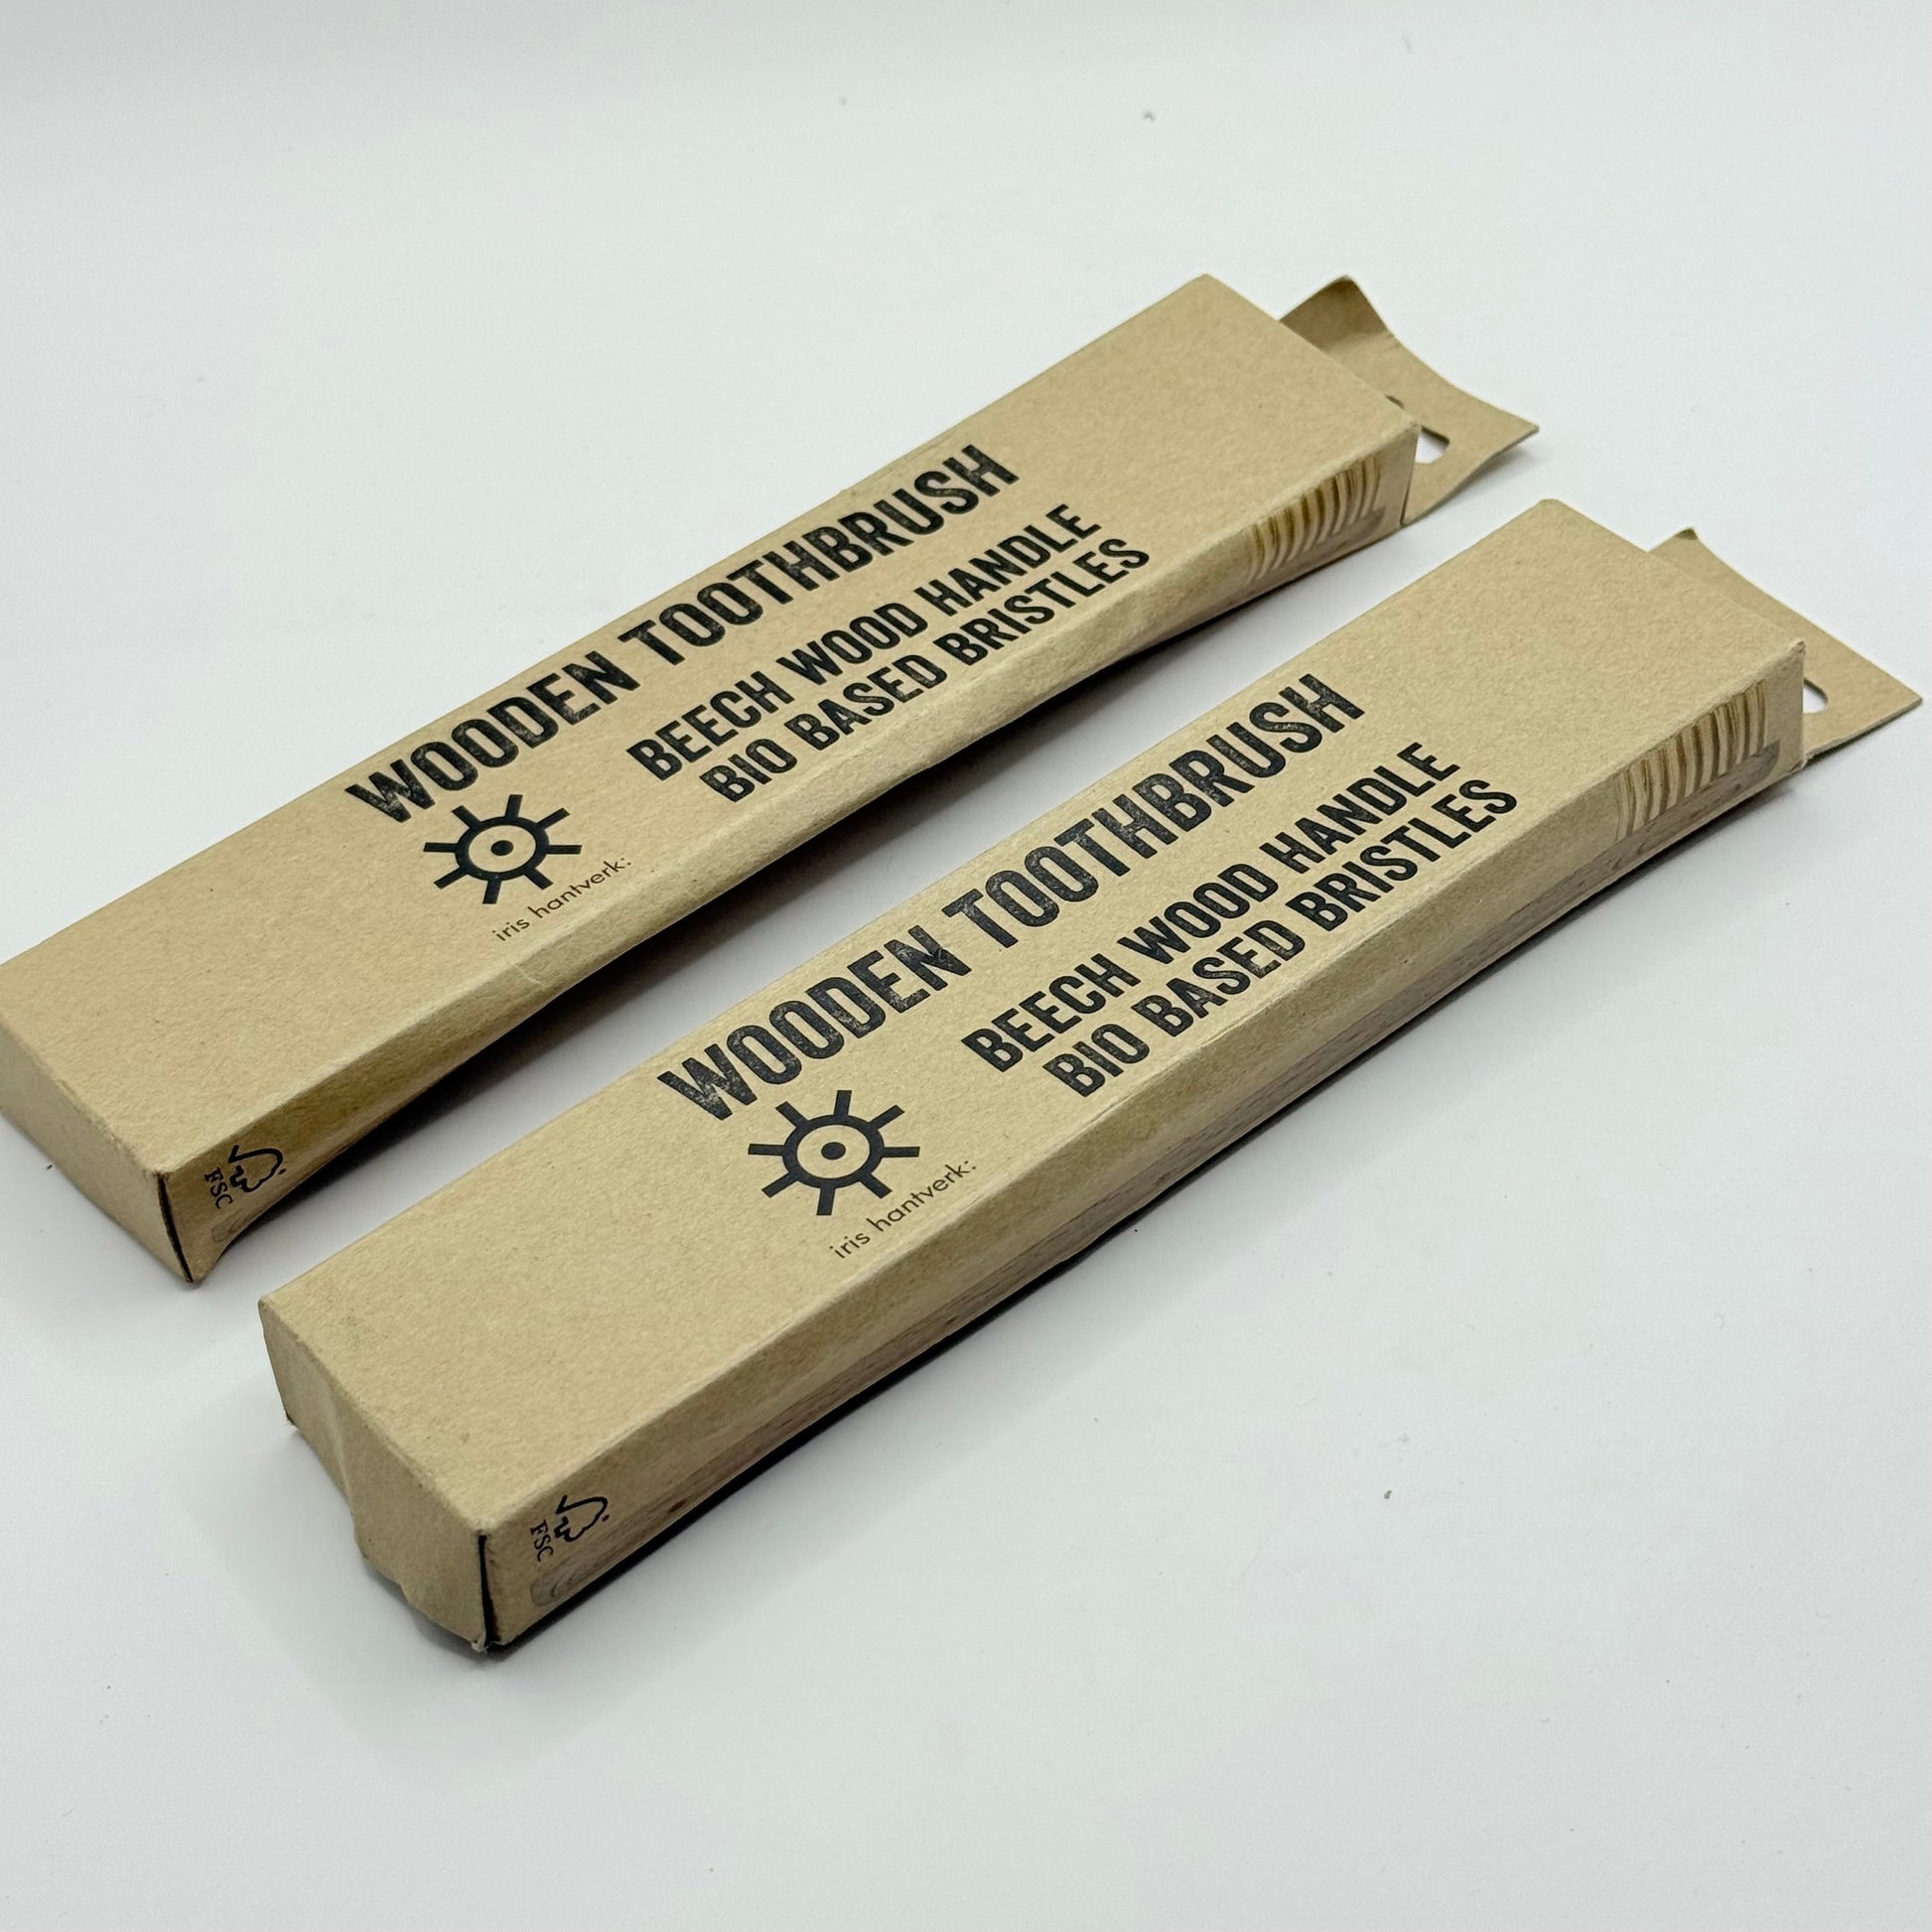 WOODEN TOOTHBRUSH
BEECH WOOD HANDLE
BIO BASED BRISTLES
iris hantverk:
FSC
WOODEN TOOTHBRUSH
BEECH WOOD HANDLE
BIO BASED BRISTLES
iris hantverk:
FSC